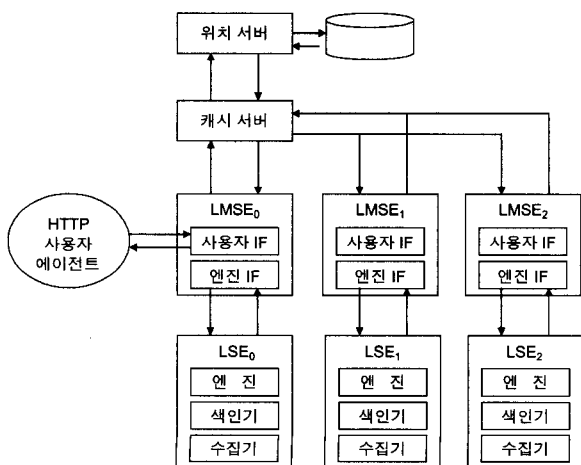 위치 서버
캐시 서버
LMSE₀
LMSE₁
LMSE₂
HTTP
사용자
에이전트
사용자 IF
사용자 IF
사용자 IF
엔진 IF
엔진 IF
엔진 IF
LSE₀
LSE₁
LSE₂
엔 진
엔 진
엔 진
색인기
색인기
색인기
수집기
수집기
수집기